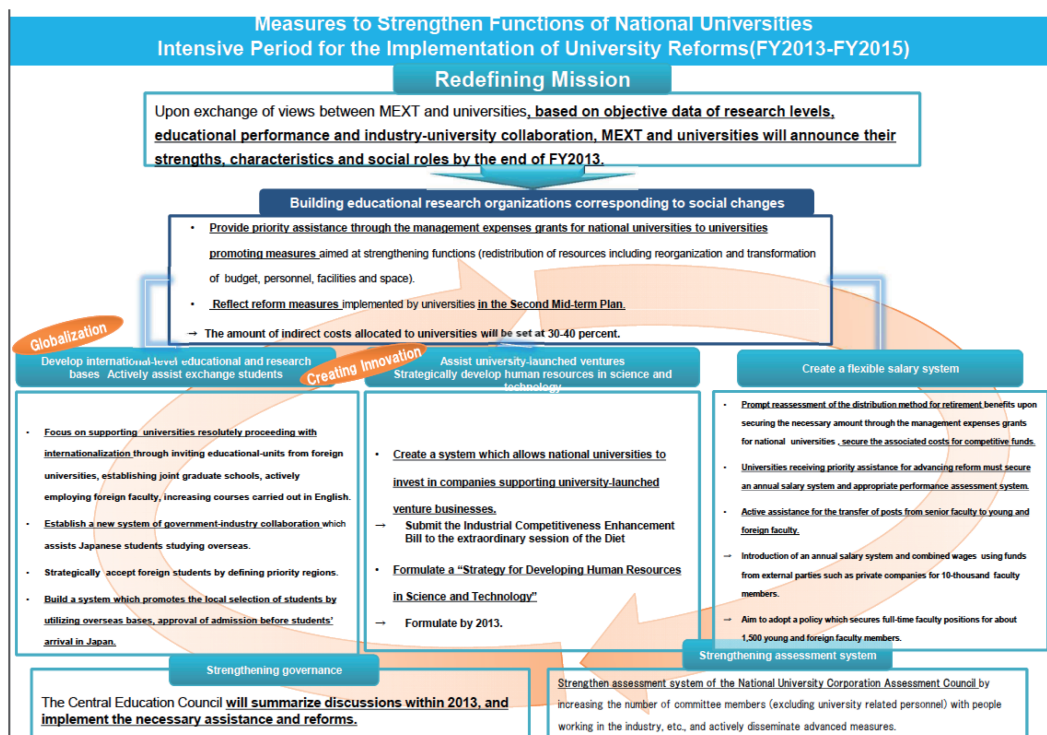 Measures to Strengthen Functions of National Universities
Intensive Period for the Implementation of University Reforms(FY2013-FY2015)
Redefining Mission
Upon exchange of views between MEXT and universities, based on objective data of research levels,
educational performance and industry-university collaboration, MEXT and universities will announce their
strengths, characteristics and social roles by the end of FY2013.
Building educational research organizations corresponding to social changes
• Provide priority assistance through the management expenses grants for national universities to universities
promoting measures aimed at strengthening functions (redistribution of resources including reorganization and transformation
of budget, personnel, facilities and space).
• Reflect reform measures implemented by universities in the Second Mid-term Plan.
→ The amount of indirect costs allocated to universities will be set at 30-40 percent.
Globalization
Develop international-level educational and research
bases Actively assist exchange students
• Focus on supporting universities resolutely proceeding with
internationalization through inviting educational-units from foreign
universities, establishing joint graduate schools, actively
employing foreign faculty, increasing courses carried out in English.
• Establish a new system of government-industry collaboration which
assists Japanese students studying overseas.
• Strategically accept foreign students by defining priority regions.
• Build a system which promotes the local selection of students by
utilizing overseas bases, approval of admission before students'
arrival in Japan.
Creating Innovation
Assist university-launched ventures
Strategically develop human resources in science and
technology
• Create a system which allows national universities to
invest in companies supporting university-launched
venture businesses.
→ Submit the Industrial Competitiveness Enhancement
Bill to the extraordinary session of the Diet
• Formulate a “Strategy for Developing Human Resources
in Science and Technology”
→ Formulate by 2013.
Create a flexible salary system
• Prompt reassessment of the distribution method for retirement benefits upon
securing the necessary amount through the management expenses grants
for national universities , secure the associated costs for competitive funds.
• Universities receiving priority assistance for advancing reform must secure
an annual salary system and appropriate performance assessment system.
• Active assistance for the transfer of posts from senior faculty to young and
foreign faculty.
→ Introduction of an annual salary system and combined wages using funds
from external parties such as private companies for 10-thousand faculty
members.
→ Aim to adopt a policy which secures full-time faculty positions for about
1,500 young and foreign faculty members.
Strengthening governance
The Central Education Council will summarize discussions within 2013, and
implement the necessary assistance and reforms.
Strengthening assessment system
Strengthen assessment system of the National University Corporation Assessment Council by
increasing the number of committee members (excluding university related personnel) with people
working in the industry, etc., and actively disseminate advanced measures.